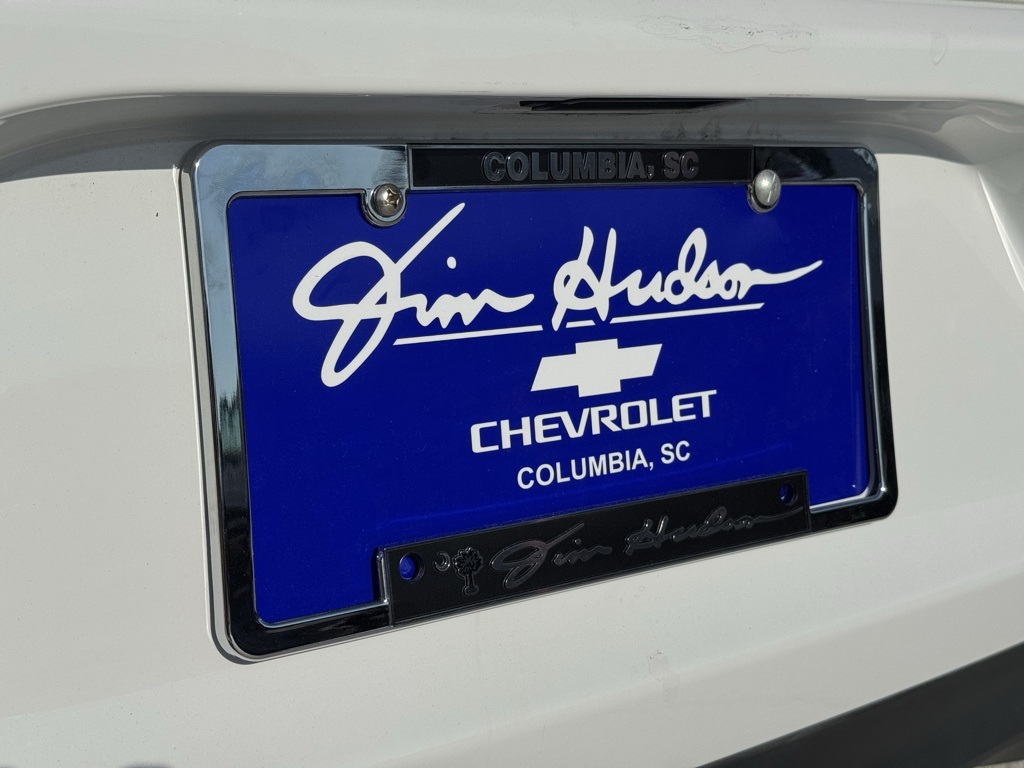 COLUMBIA, SC
Jim Hudson
CHEVROLET
COLUMBIA, SC
Jim Hudson